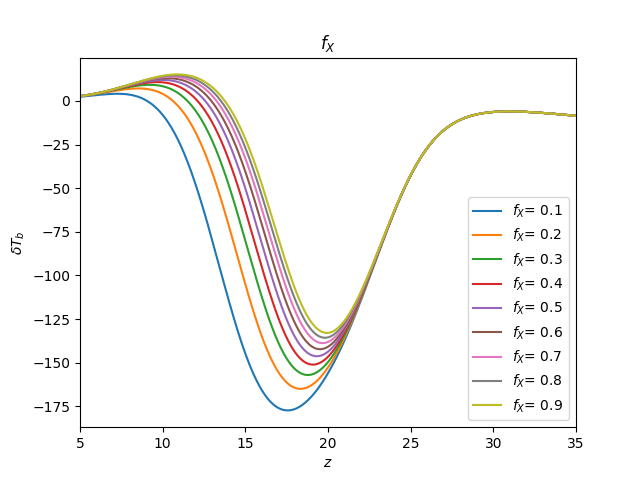 f_X
0
−25
−50
−75
−100
−125
−150
−175
δT_b
5
10
15
20
25
30
35
z
f_X= 0.1
f_X= 0.2
f_X= 0.3
f_X= 0.4
f_X= 0.5
f_X= 0.6
f_X= 0.7
f_X= 0.8
f_X= 0.9